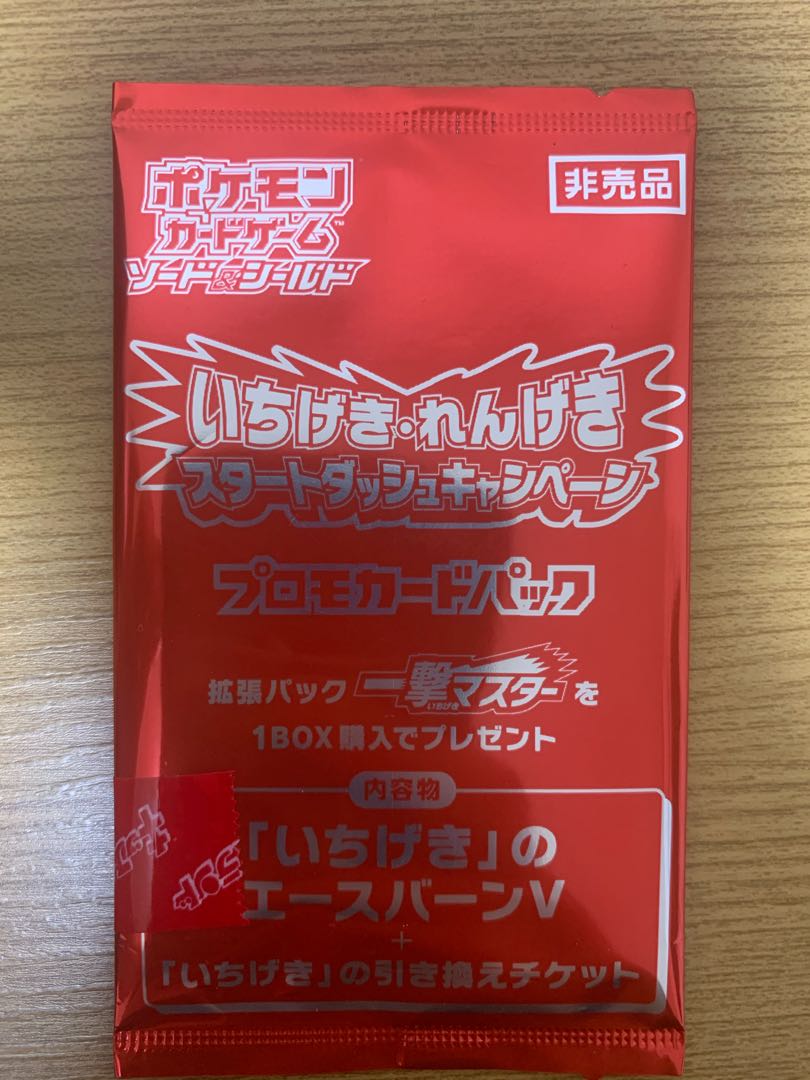 ポケモン
カードゲーム™
ソード&シールド
非売品
いちげき・れんげき
スタートダッシュキャンペーン
プロモカードパック
拡張パック 一撃マスター を
いちげき
1BOX購入でプレゼント
内容物
「いちげき」の
エースバーンV
+
「いちげき」の引き換えチケット